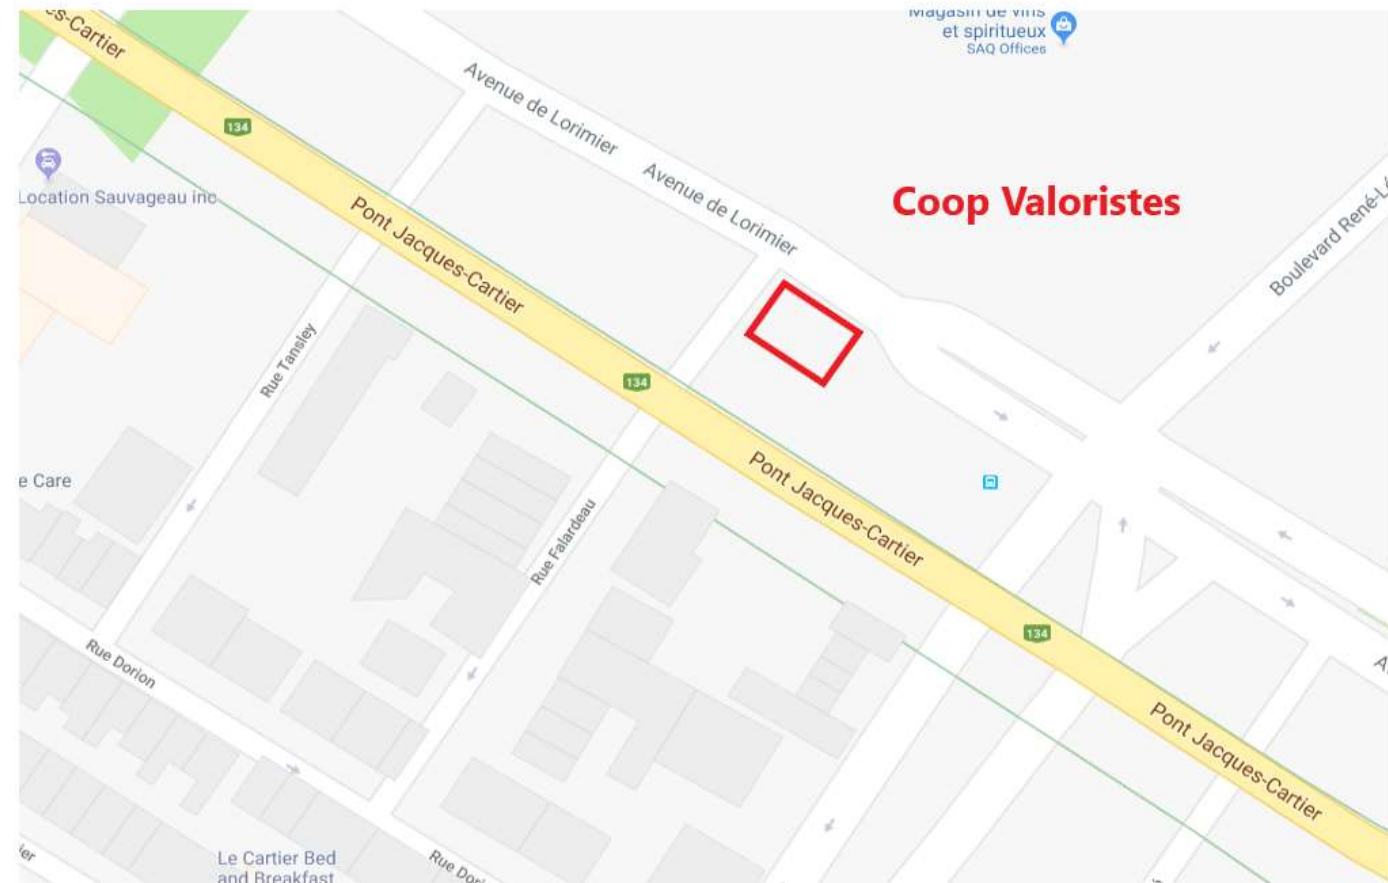 Magasin de vins
et spiritueux
SAQ Offices
es-Cartier
Avenue de Lorimier
134
Avenue de Lorimier
Coop Valoristes
Location Sauvageau inc
Pont Jacques-Cartier
Boulevard René-Lé
Rue Tansley
134
e Care
Pont Jacques-Cartier
Rue Falardeau
134
Rue Dorion
Pont Jacques-Cartier
Le Cartier Bed
and Breakfast
Rue Dori